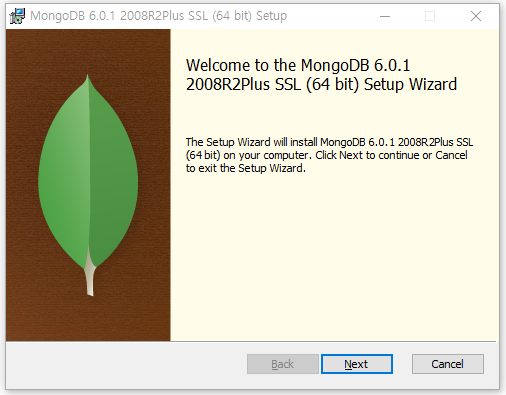 MongoDB 6.0.1 2008R2Plus SSL (64 bit) Setup
Welcome to the MongoDB 6.0.1
2008R2Plus SSL (64 bit) Setup Wizard
The Setup Wizard will install MongoDB 6.0.1 2008R2Plus SSL
(64 bit) on your computer. Click Next to continue or Cancel
to exit the Setup Wizard.
Back
Next
Cancel